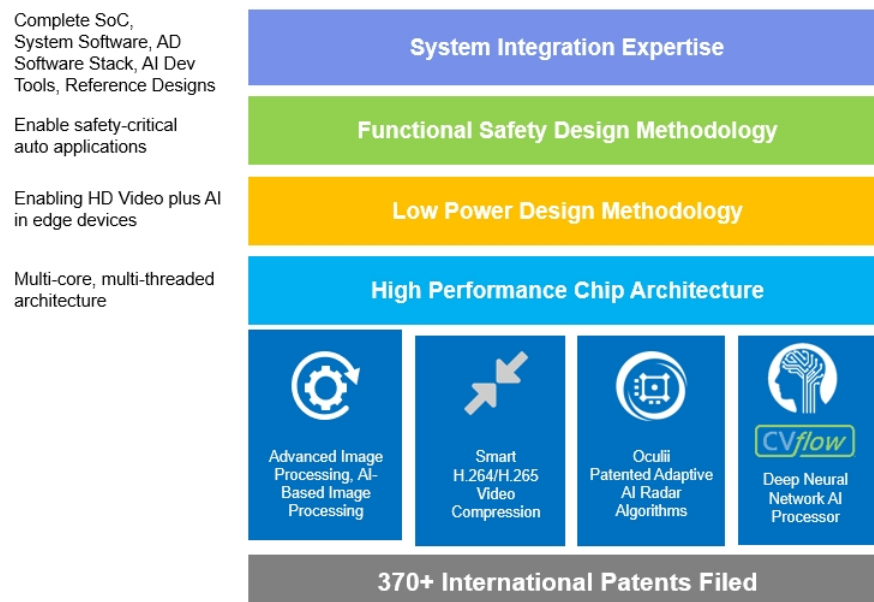 Complete SoC,
System Software, AD
Software Stack, AI Dev
Tools, Reference Designs
System Integration Expertise
Enable safety-critical
auto applications
Functional Safety Design Methodology
Enabling HD Video plus AI
in edge devices
Low Power Design Methodology
Multi-core, multi-threaded
architecture
High Performance Chip Architecture
Advanced Image
Processing, AI-
Based Image
Processing
Smart
H.264/H.265
Video
Compression
Oculii
Patented Adaptive
AI Radar
Algorithms
CVflow
Deep Neural
Network AI
Processor
370+ International Patents Filed